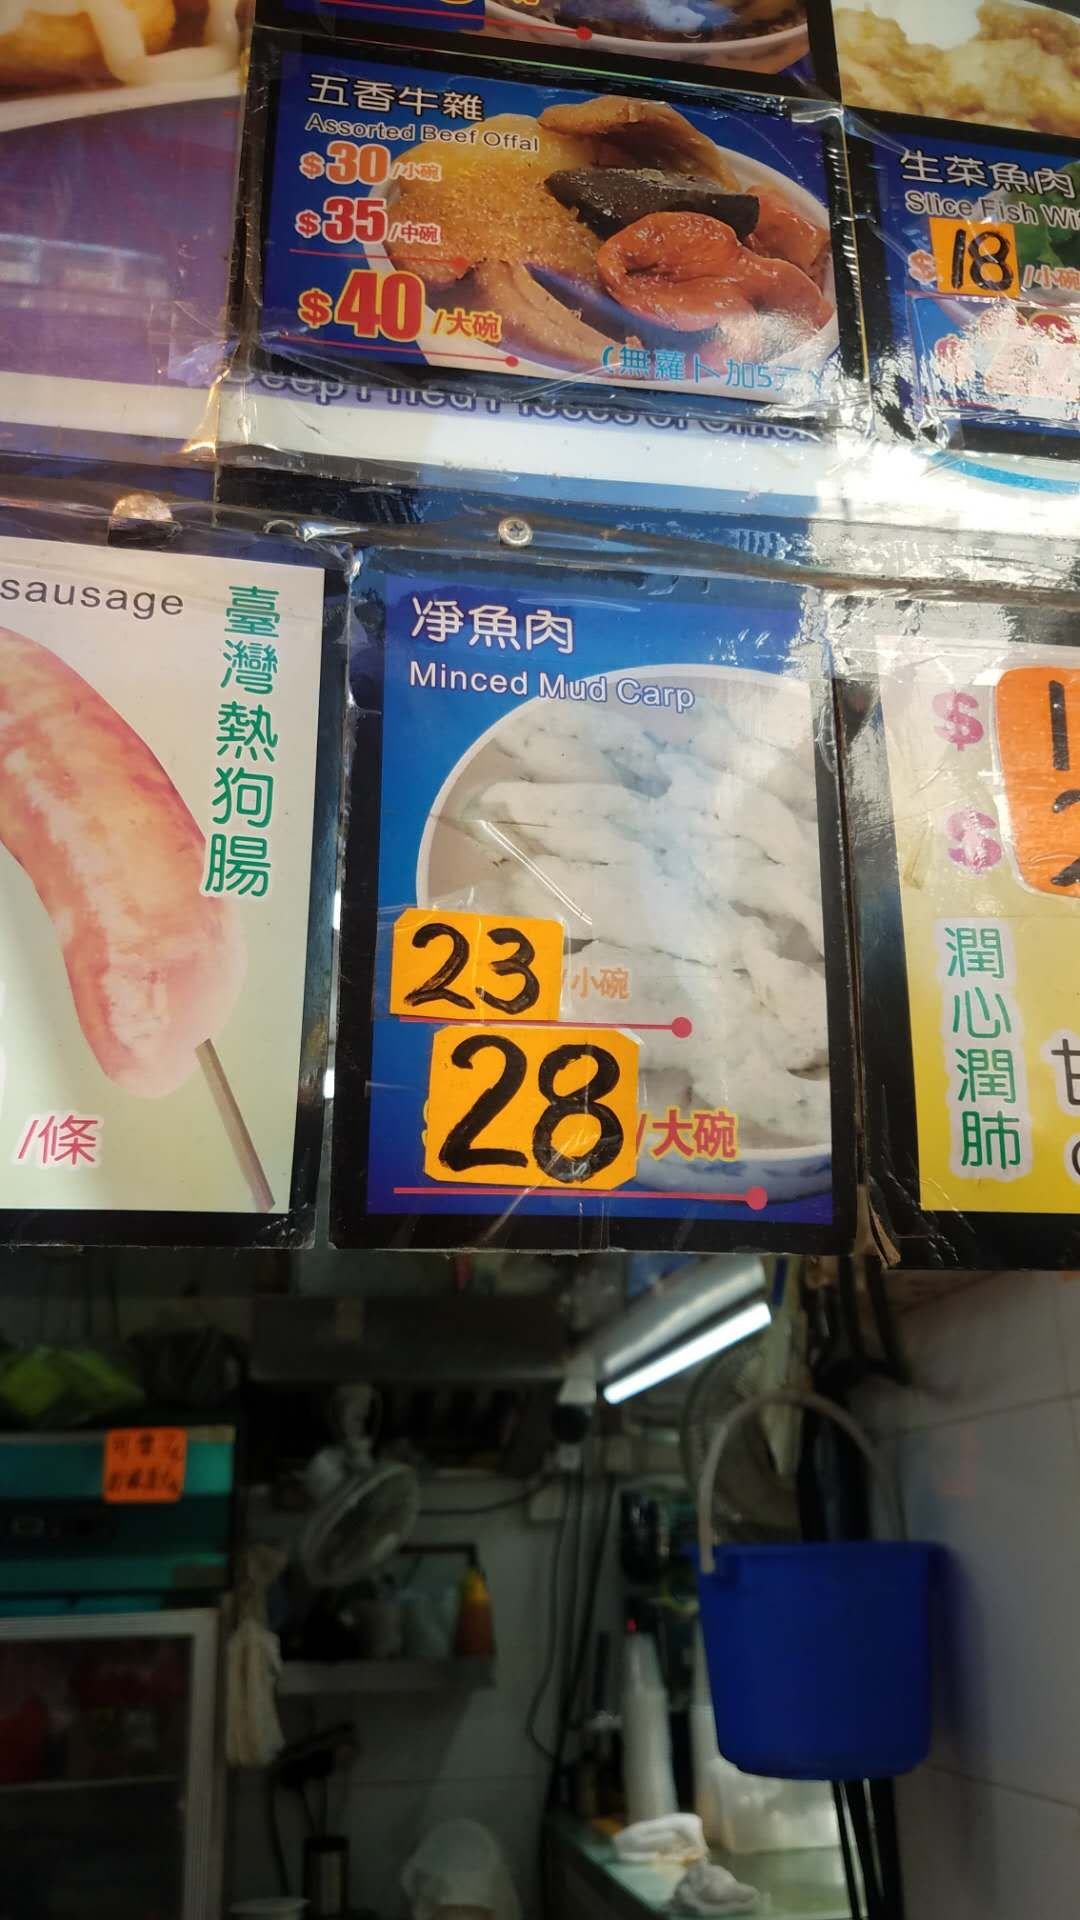 五香牛雜
Assorted Beef Offal
$30/小碗
$35/中碗
$40/大碗
(無蘿卜加5元)
生菜魚肉
Slice Fish Wi
$18/小碗
sausage
臺灣熱狗腸
/條
凈魚肉
Minced Mud Carp
23/小碗
28/大碗
$
$
潤心潤肺